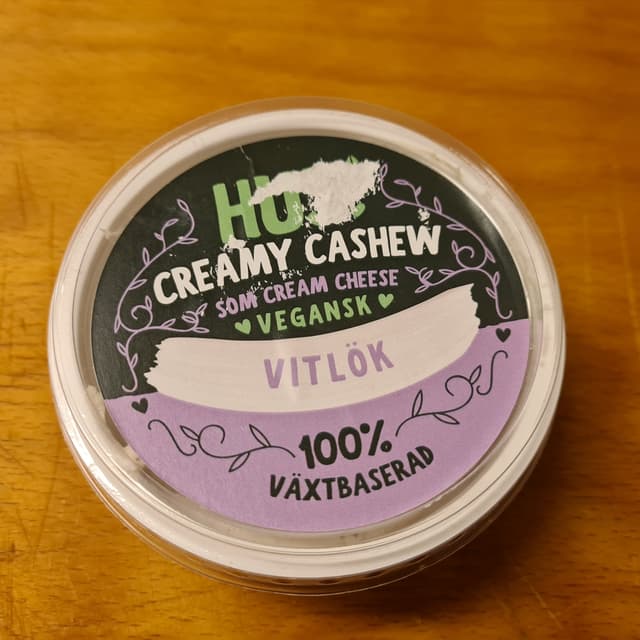 CREAMY CASHEW
SOM CREAM CHEESE
VEGANSK
VITLÖK
100%
VÄXTBASERAD